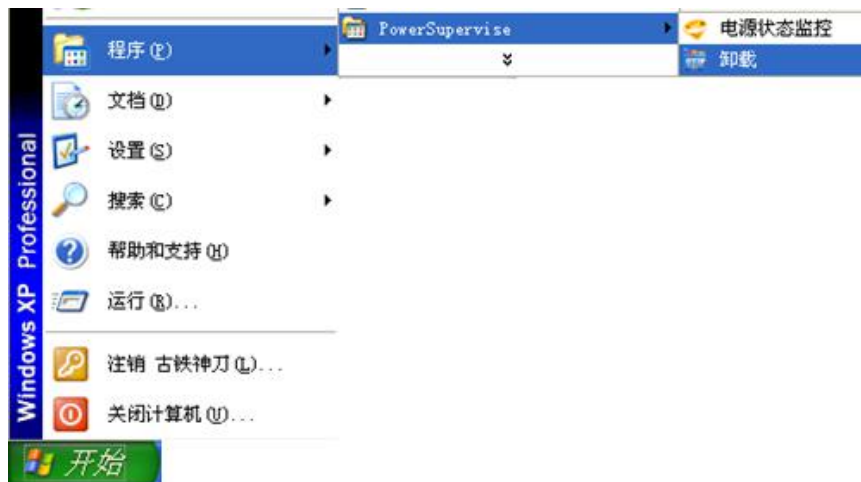 程序(P)
PowerSupervise
电源状态监控
卸载
文档(D)
设置(S)
搜索(C)
帮助和支持(H)
运行(R)...
注销 古铁神刀(L)...
关闭计算机(U)...
Windows XP Professional
开始